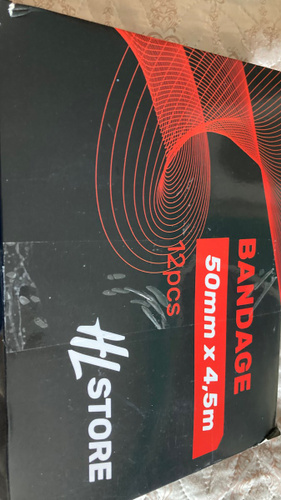 BANDAGE
50mm x 4,5m
12pcs
HL STORE